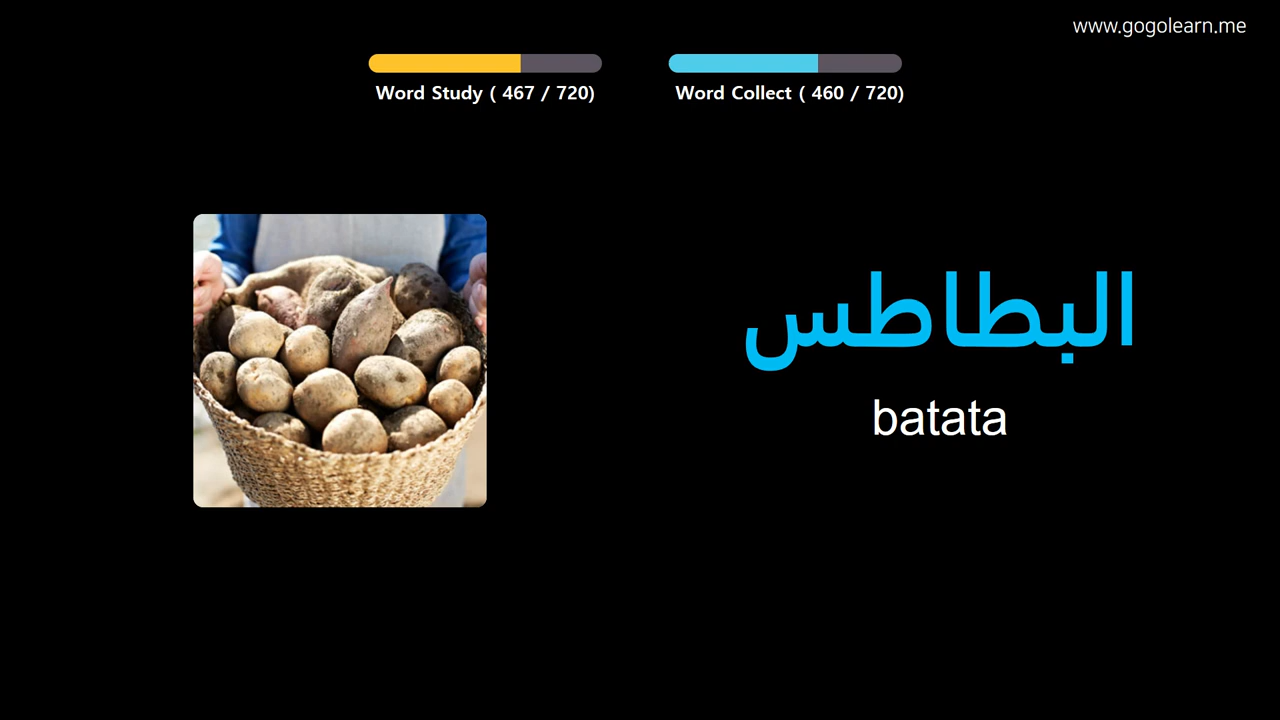 www.gogolearn.me
Word Study ( 467 / 720)
Word Collect ( 460 / 720)
البطاطس
batata